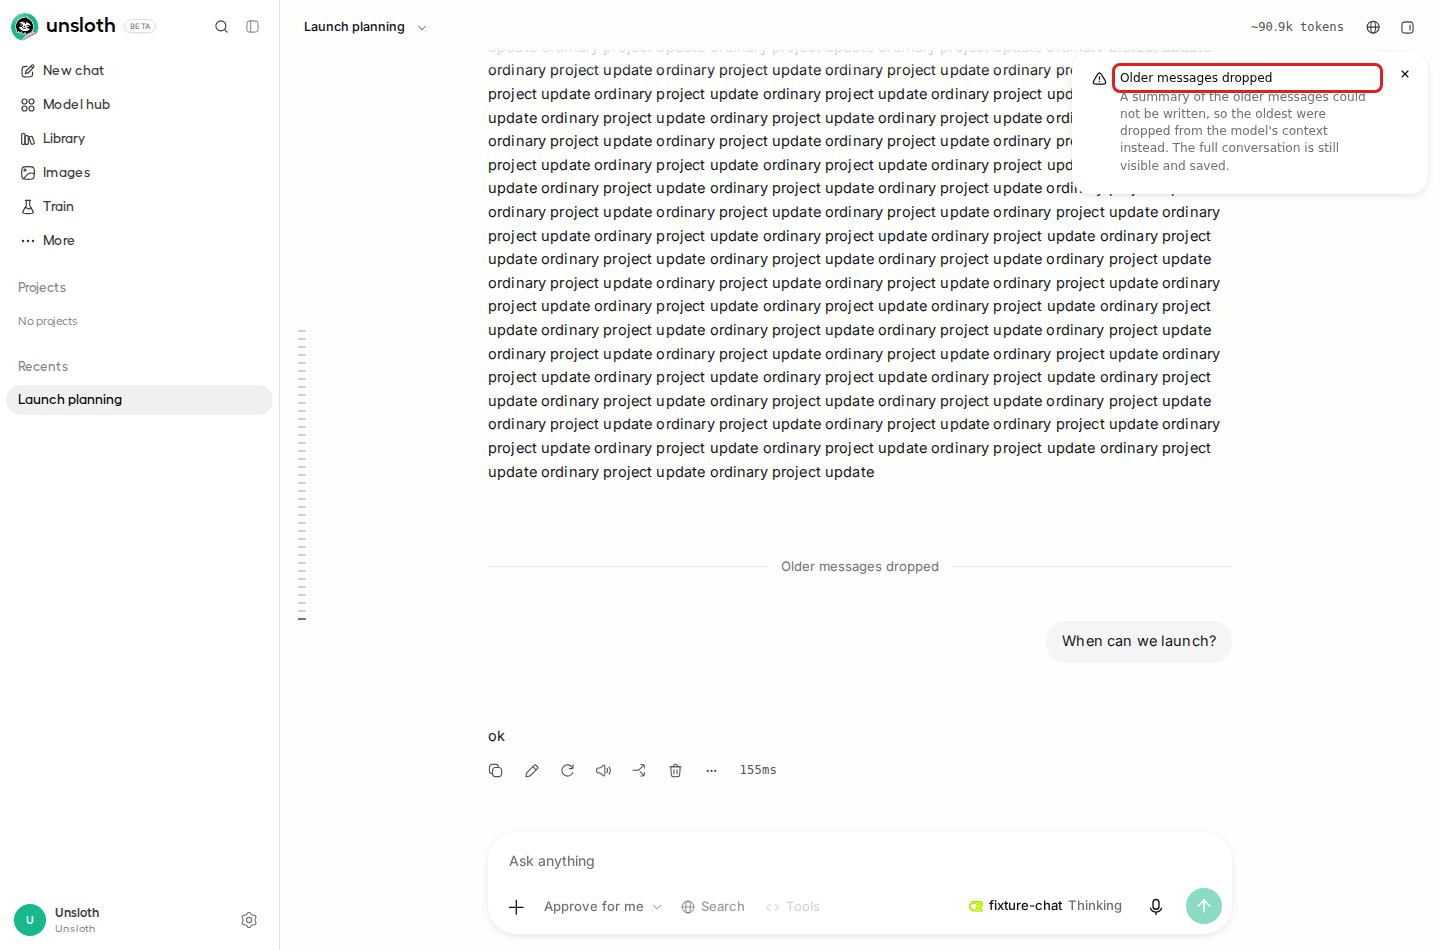 unsloth
BETA
New chat
Model hub
Library
Images
Train
More
Projects
No projects
Recents
Launch planning
Unsloth
Unsloth
U
Launch planning
~90.9k tokens
Older messages dropped
A summary of the older messages could
not be written, so the oldest were
dropped from the model's context
instead. The full conversation is still
visible and saved.
ordinary project update ordinary project update ordinary project update ordinary
project update ordinary project update ordinary project update ordinary project
update ordinary project update ordinary project update ordinary project update
ordinary project update ordinary project update ordinary project update ordinary
project update ordinary project update ordinary project update ordinary project
update ordinary project update ordinary project update ordinary project update
ordinary project update ordinary project update ordinary project update ordinary project update ordinary
project update ordinary project update ordinary project update ordinary project update ordinary project
update ordinary project update ordinary project update ordinary project update ordinary project update
ordinary project update ordinary project update ordinary project update ordinary project update ordinary
project update ordinary project update ordinary project update ordinary project update ordinary project
update ordinary project update ordinary project update ordinary project update ordinary project update
ordinary project update ordinary project update ordinary project update ordinary project update ordinary
project update ordinary project update ordinary project update ordinary project update ordinary project
update ordinary project update ordinary project update ordinary project update ordinary project update
ordinary project update ordinary project update ordinary project update ordinary project update ordinary
project update ordinary project update ordinary project update ordinary project update ordinary project
update ordinary project update ordinary project update
Older messages dropped
When can we launch?
ok
155ms
Ask anything
Approve for me
Search
Tools
fixture-chat Thinking